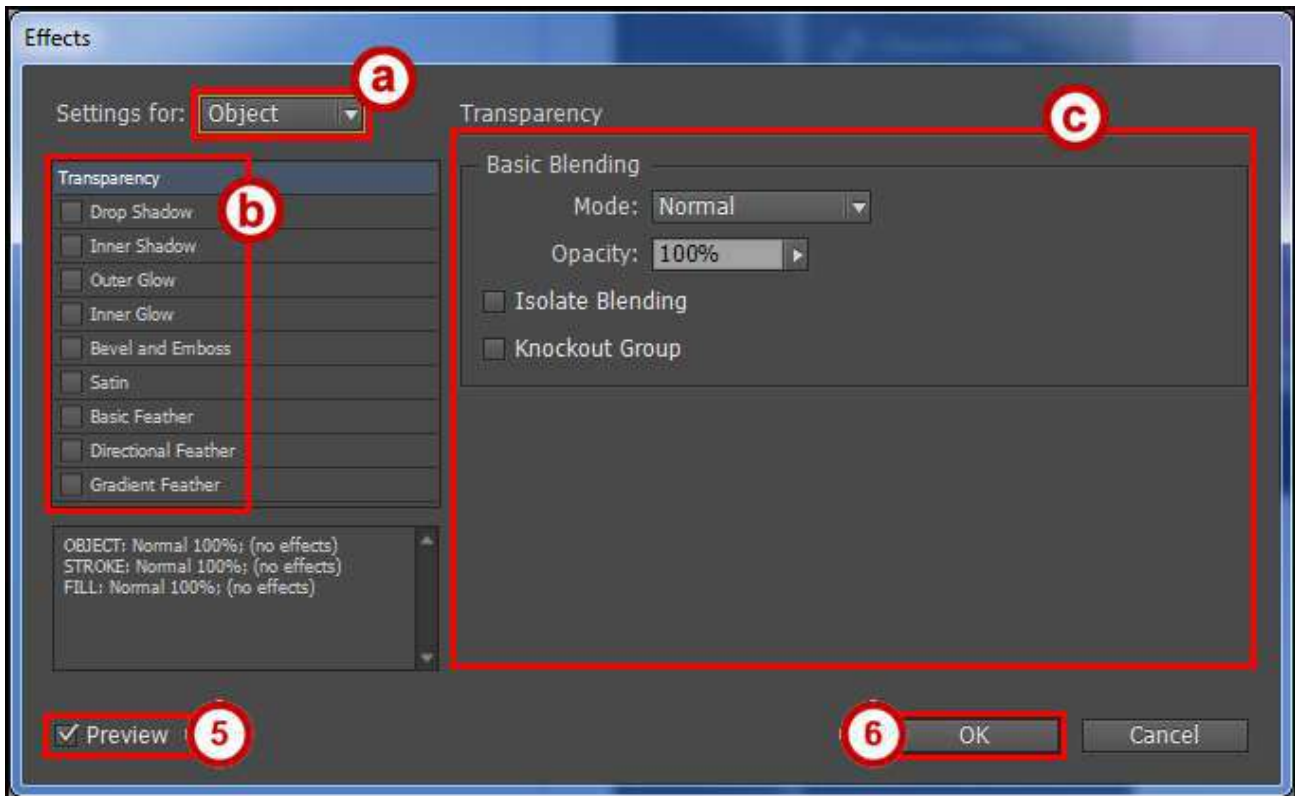 Effects
a
Settings for: Object
Transparency
c
Transparency
b
Drop Shadow
Inner Shadow
Outer Glow
Inner Glow
Bevel and Emboss
Satin
Basic Feather
Directional Feather
Gradient Feather
Basic Blending
Mode: Normal
Opacity: 100%
Isolate Blending
Knockout Group
OBJECT: Normal 100%; (no effects)
STROKE: Normal 100%; (no effects)
FILL: Normal 100%; (no effects)
Preview 5
6 OK Cancel